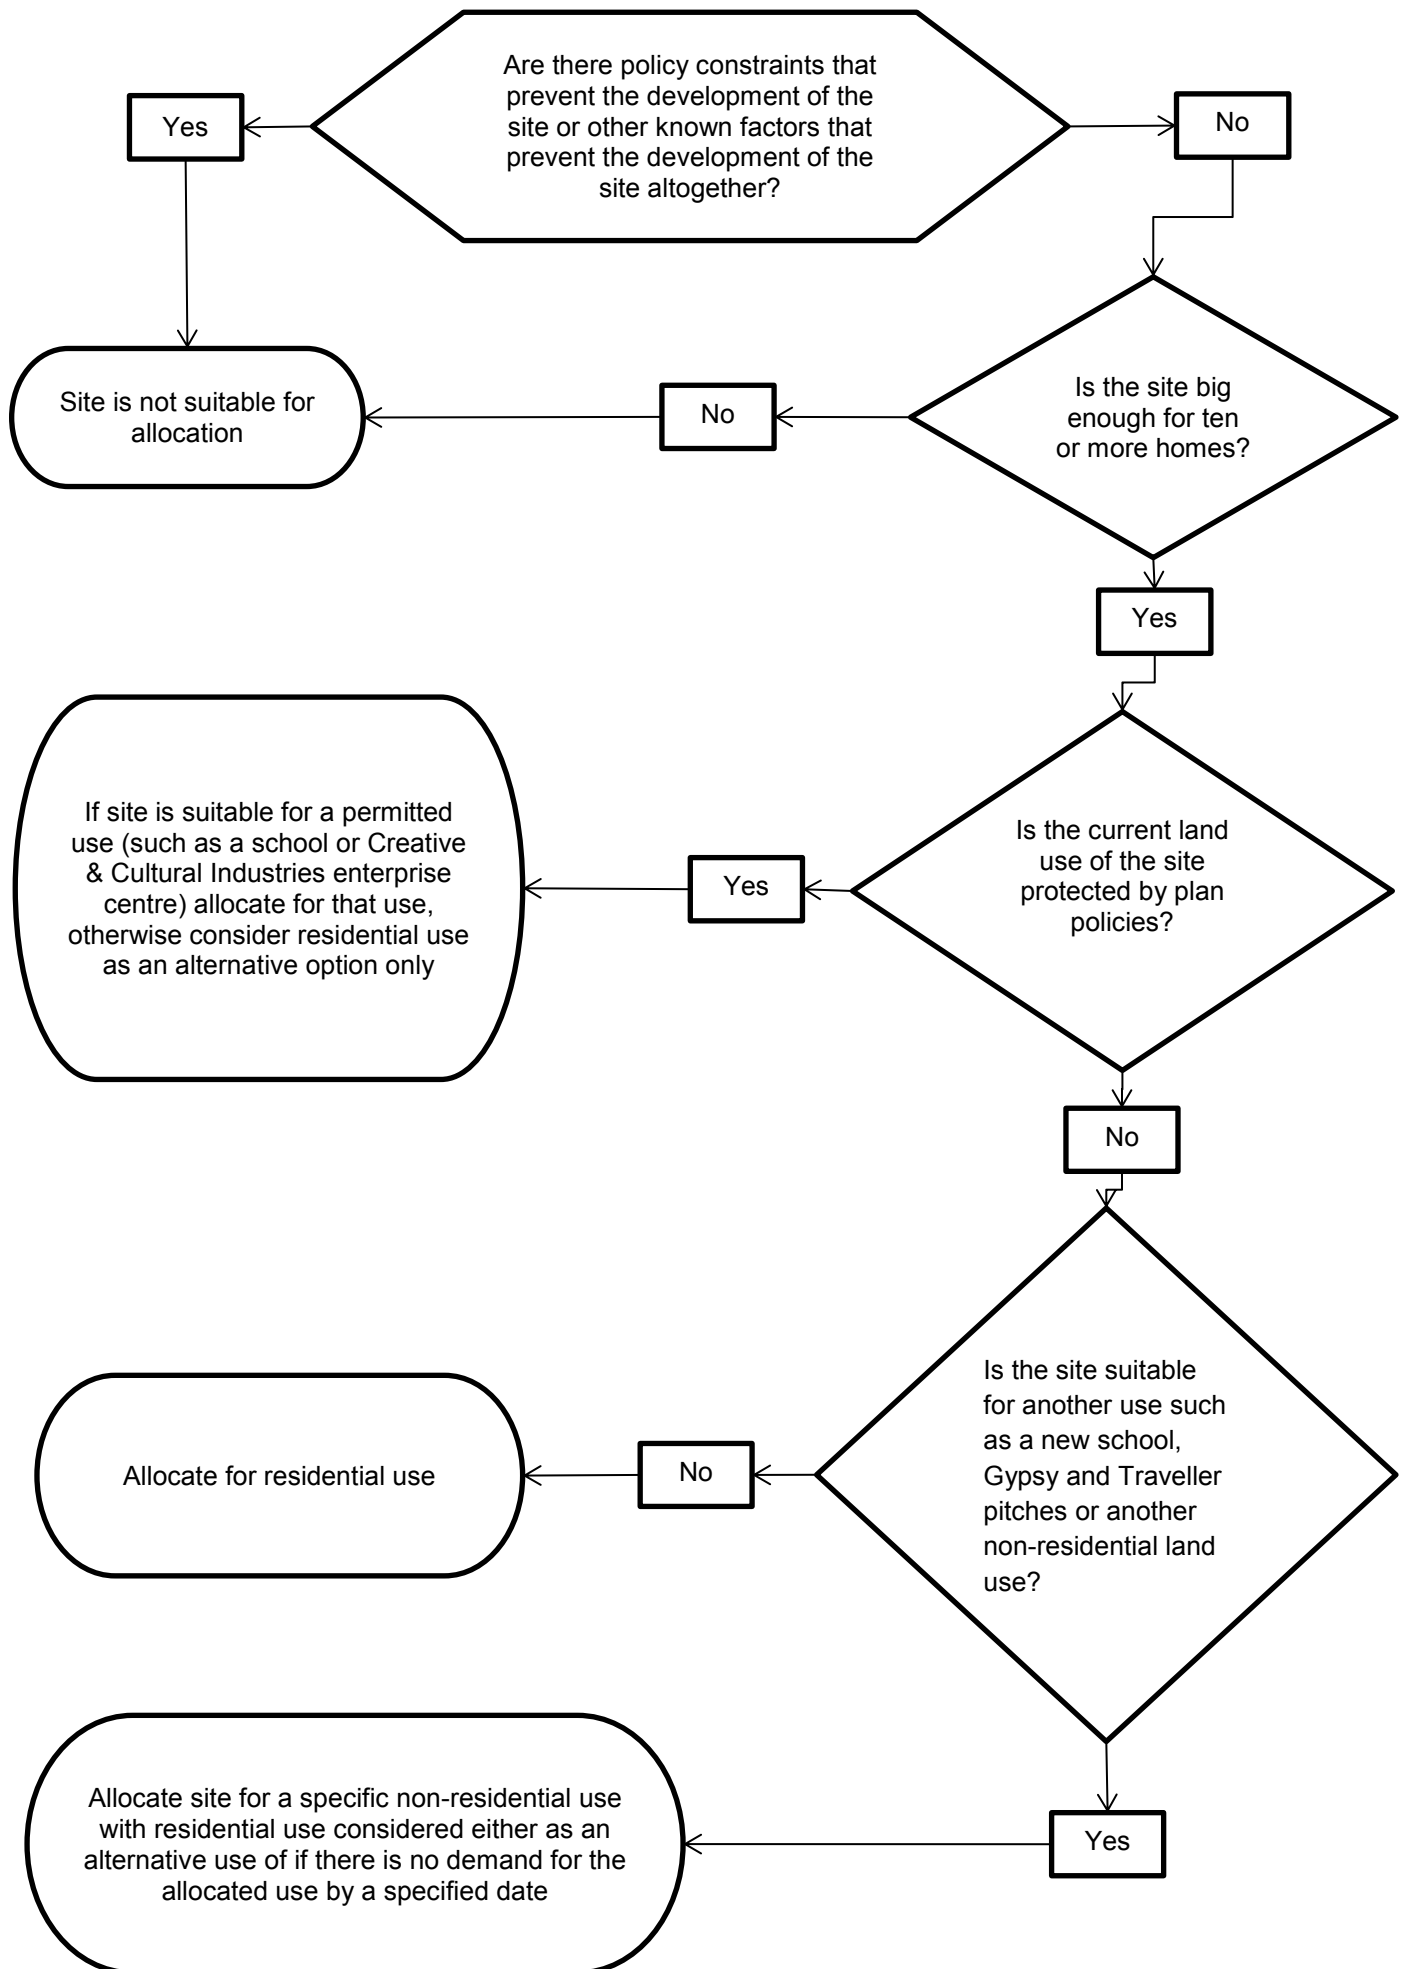 Are there policy constraints that
prevent the development of the
site or other known factors that
prevent the development of the
site altogether?
Yes
No
Site is not suitable for
allocation
No
Is the site big
enough for ten
or more homes?
Yes
If site is suitable for a permitted
use (such as a school or Creative
& Cultural Industries enterprise
centre) allocate for that use,
otherwise consider residential use
as an alternative option only
Yes
Is the current land
use of the site
protected by plan
policies?
No
Is the site suitable
for another use such
as a new school,
Gypsy and Traveller
pitches or another
non-residential land
use?
No
Allocate for residential use
Allocate site for a specific non-residential use
with residential use considered either as an
alternative use of if there is no demand for the
allocated use by a specified date
Yes